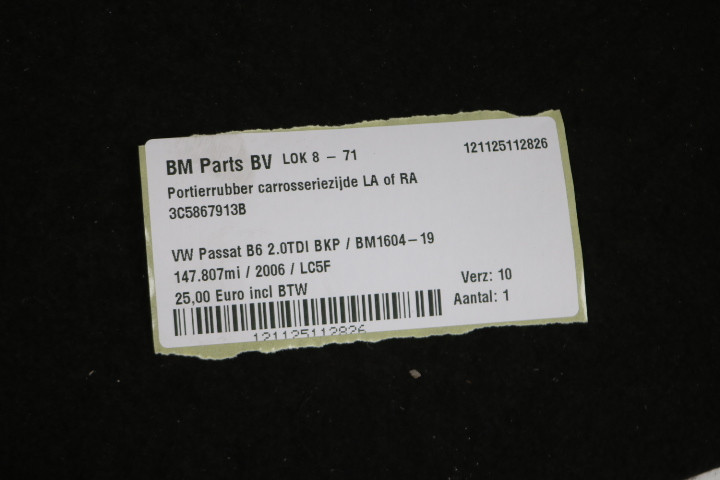 BM Parts BV LOK 8 - 71 121125112826
Portierrubber carrosseriezijde LA of RA
3C5867913B
VW Passat B6 2.0TDI BKP / BM1604-19
147.807mi / 2006 / LC5F
Verz: 10
25,00 Euro incl BTW
Aantal: 1
121125112826